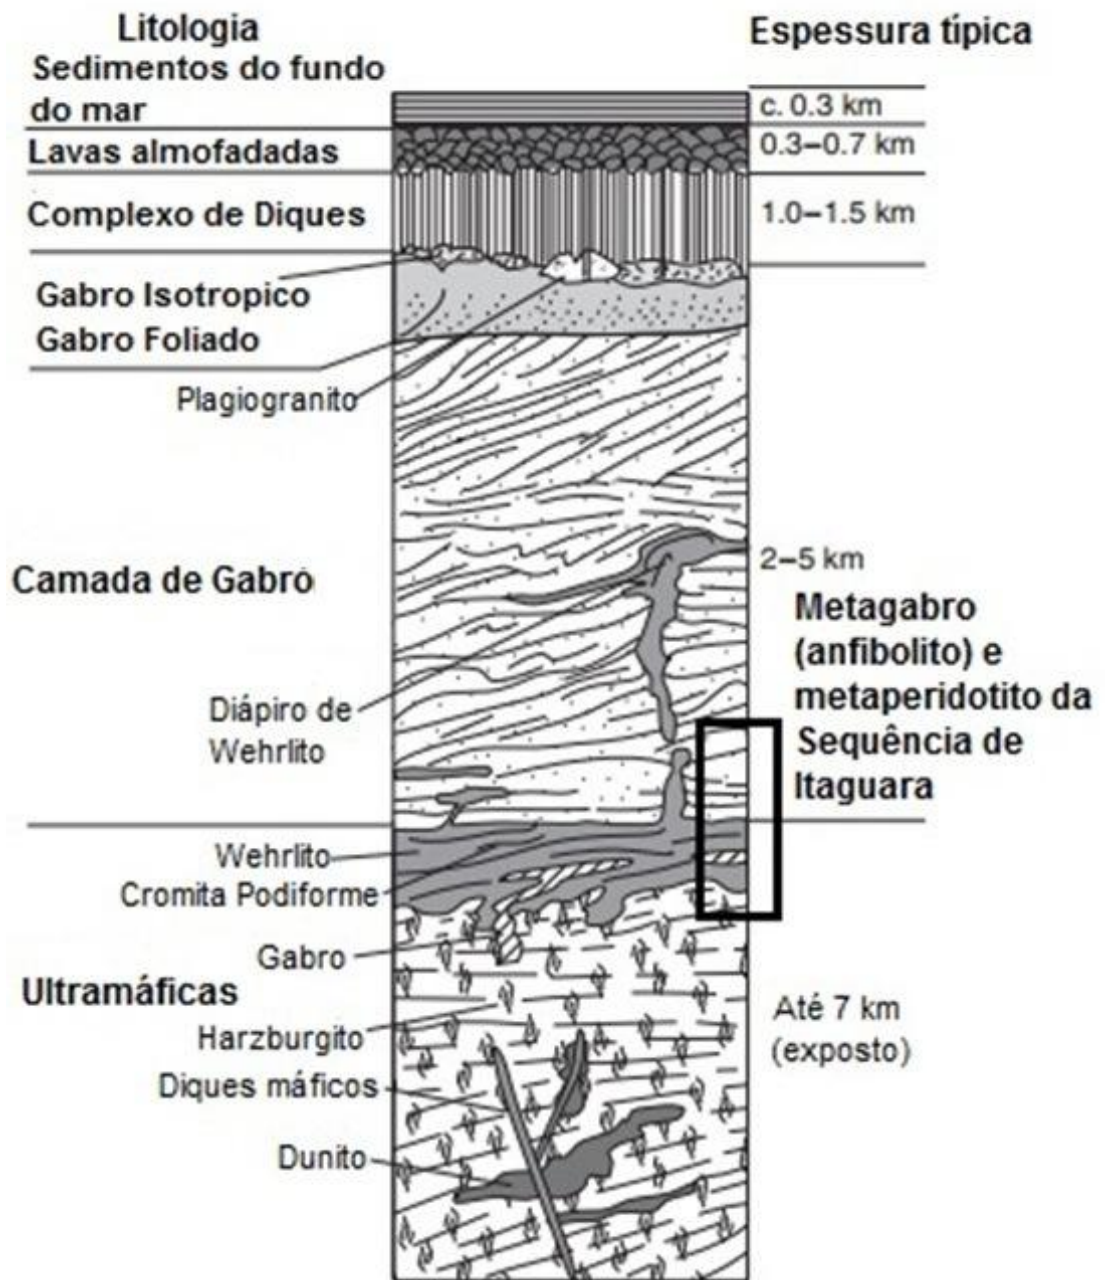 Litologia
Espessura típica
Sedimentos do fundo
do mar
c. 0.3 km
Lavas almofadadas
0.3–0.7 km
Complexo de Diques
1.0–1.5 km
Gabro Isotropico
Gabro Foliado
Plagiogranito
Camada de Gabro
2–5 km
Metagabro
(anfibolito) e
metaperidotito da
Sequência de
Itaguara
Diápiro de
Wehrlito
Wehrlito
Cromita Podiforme
Gabro
Ultramáficas
Harzburgito
Diques máficos
Dunito
Até 7 km
(exposto)